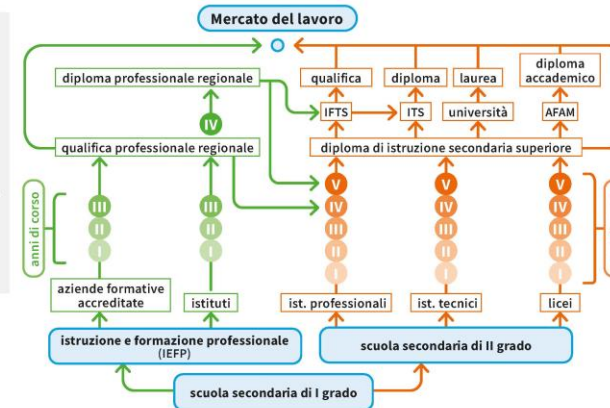 Mercato del lavoro
diploma professionale regionale
qualifica
diploma
laurea
diploma
accademico
IV
IFTS
ITS
università
AFAM
qualifica professionale regionale
diploma di istruzione secondaria superiore
anni di corso
III
II
I
III
II
I
V
IV
III
II
I
V
IV
III
II
I
V
IV
III
II
I
aziende formative
accreditate
istituti
ist. professionali
ist. tecnici
licei
istruzione e formazione professionale
(IEFP)
scuola secondaria di II grado
scuola secondaria di I grado